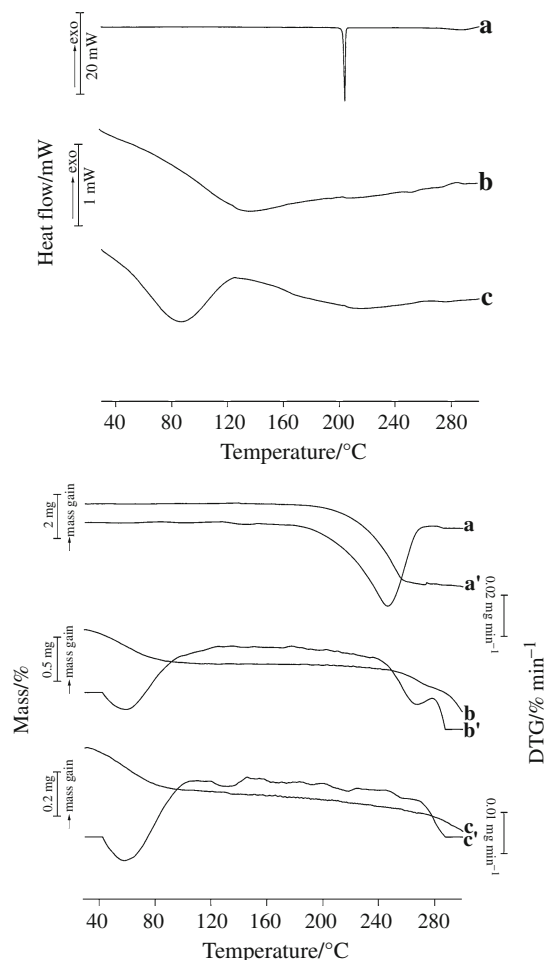 exo
20 mW
a
exo
1 mW
b
c
Heat flow/mW
40 80 120 160 200 240 280
Temperature/°C
2 mg
mass gain
a
a'
0.02 mg min⁻¹
0.5 mg
mass gain
b
b'
0.2 mg
mass gain
c
c'
0.01 mg min⁻¹
Mass/%
DTG/% min⁻¹
40 80 120 160 200 240 280
Temperature/°C